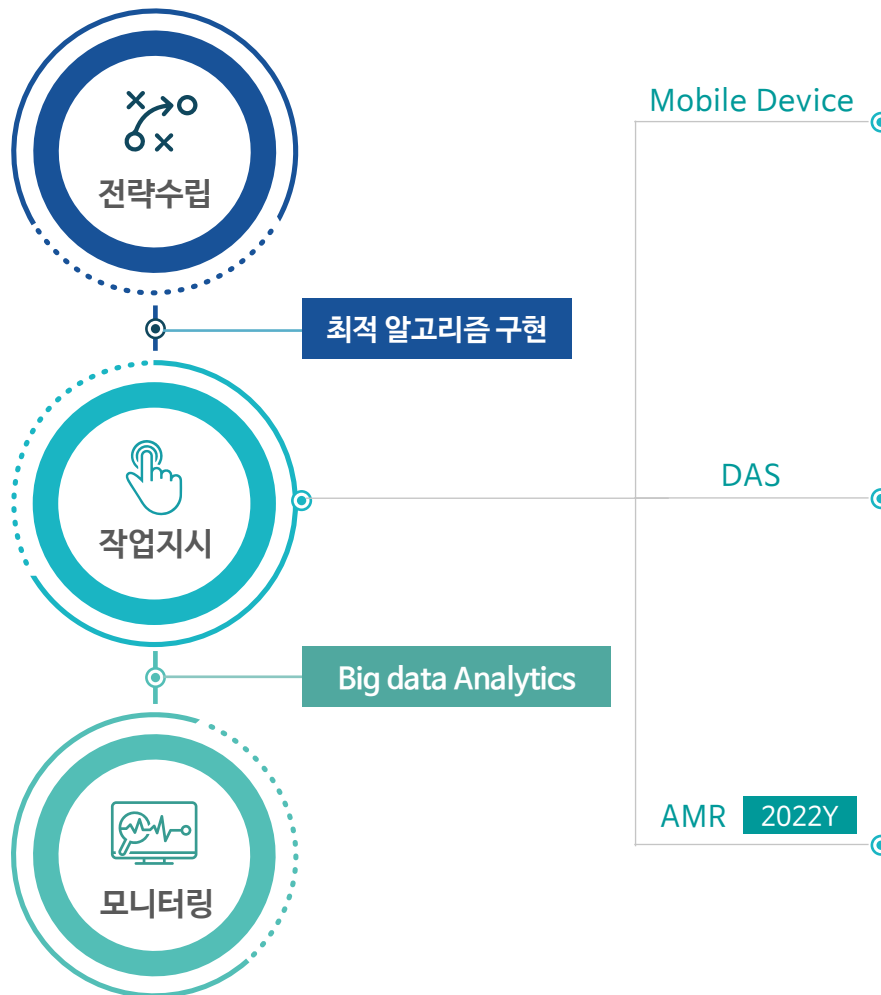 전략수립
최적 알고리즘 구현
작업지시
Big data Analytics
모니터링
Mobile Device
DAS
AMR 2022Y